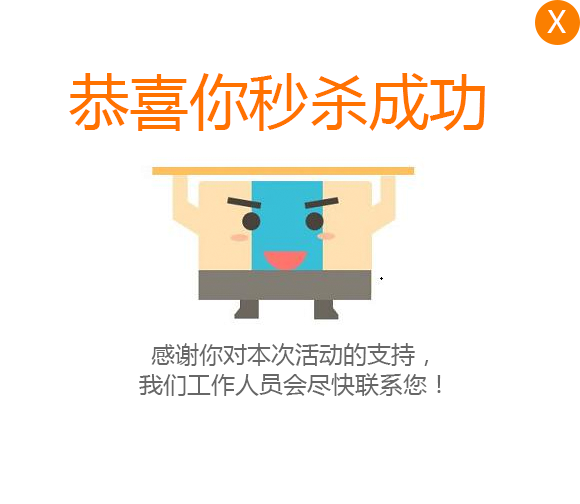 X
恭喜你秒杀成功
感谢你对本次活动的支持，
我们工作人员会尽快联系您！